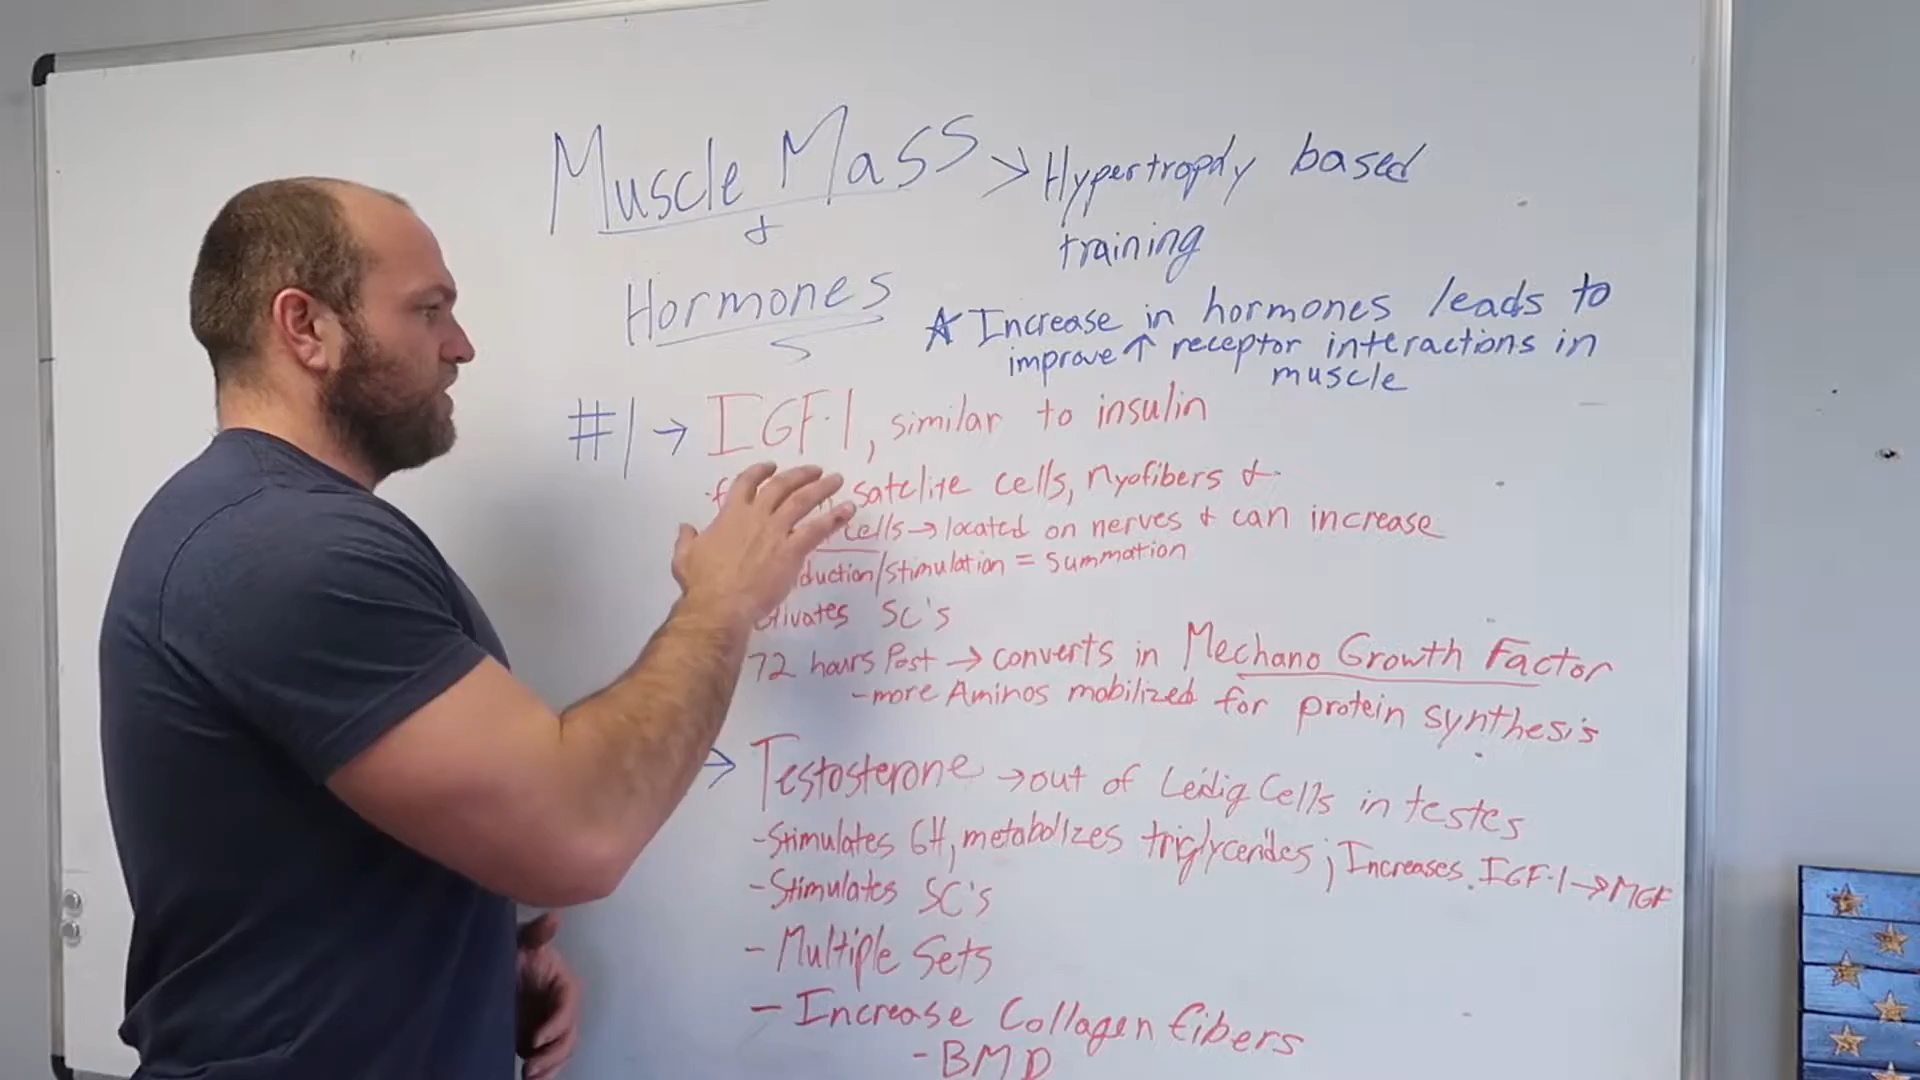 Muscle Mass > Hypertrophy based
training
&
Hormones
☆ Increase in hormones leads to
improve ↑ receptor interactions in
muscle
#1 → IGF-1, similar to insulin
satelite cells, Myofibers &
cells → located on nerves & can increase
duction/stimulation = Summation
tivates SC's
72 hours Post → converts in Mechano Growth Factor
- more Aminos mobilized for protein synthesis
> Testosterone → out of Leidig Cells in testes
- Stimulates GH, metabolizes triglycerides; Increases IGF-1 → MGF
- Stimulates SC's
- Multiple Sets
- Increase Collagen fibers
- BMD